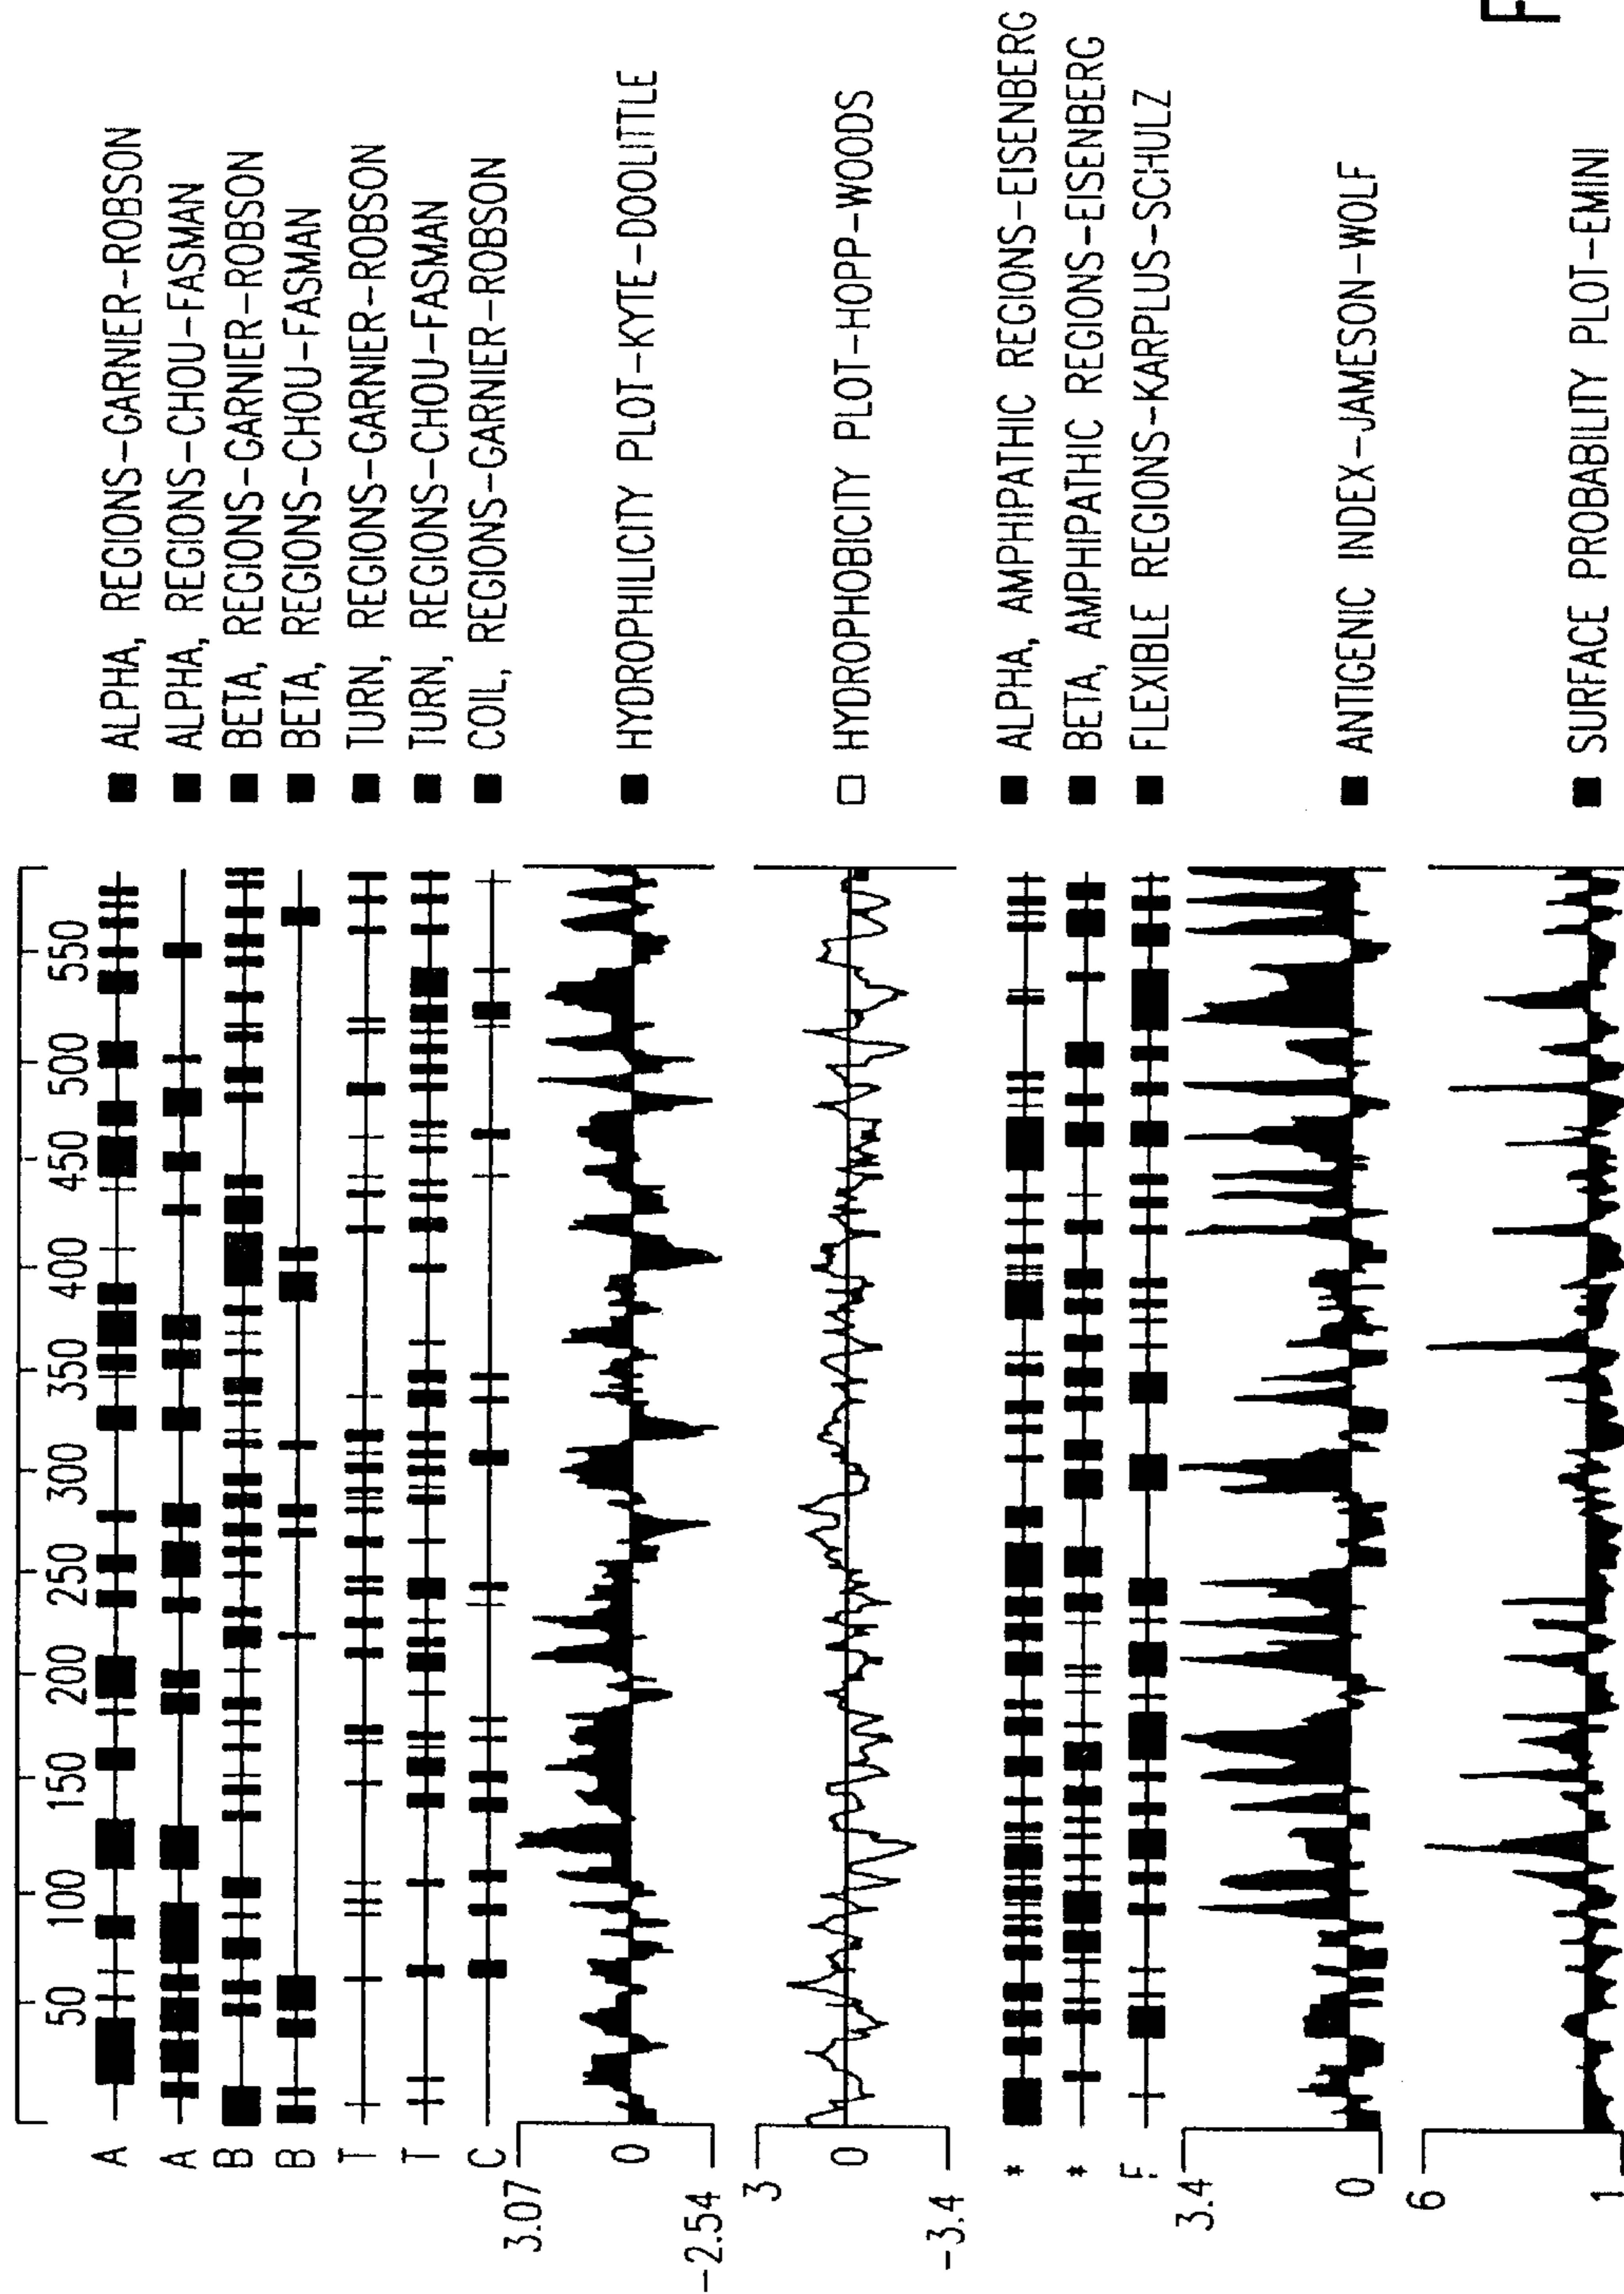 50 100 150 200 250 300 350 400 450 500 550
A ■ ALPHA, REGIONS-GARNIER-ROBSON
A ■ ALPHA, REGIONS-CHOU-FASMAN
B ■ BETA, REGIONS-GARNIER-ROBSON
B ■ BETA, REGIONS-CHOU-FASMAN
T ■ TURN, REGIONS-GARNIER-ROBSON
T ■ TURN, REGIONS-CHOU-FASMAN
C ■ COIL, REGIONS-GARNIER-ROBSON
3.07
0 ■ HYDROPHILICITY PLOT-KYTE-DOOLITTLE
-2.54
3
0 □ HYDROPHOBICITY PLOT-HOPP-WOODS
-3.4
* ■ ALPHA, AMPHIPATHIC REGIONS-EISENBERG
* ■ BETA, AMPHIPATHIC REGIONS-EISENBERG
F ■ FLEXIBLE REGIONS-KARPLUS-SCHULZ
3.4
0 ■ ANTIGENIC INDEX-JAMESON-WOLF
6
■ SURFACE PROBABILITY PLOT-EMINI
1
F